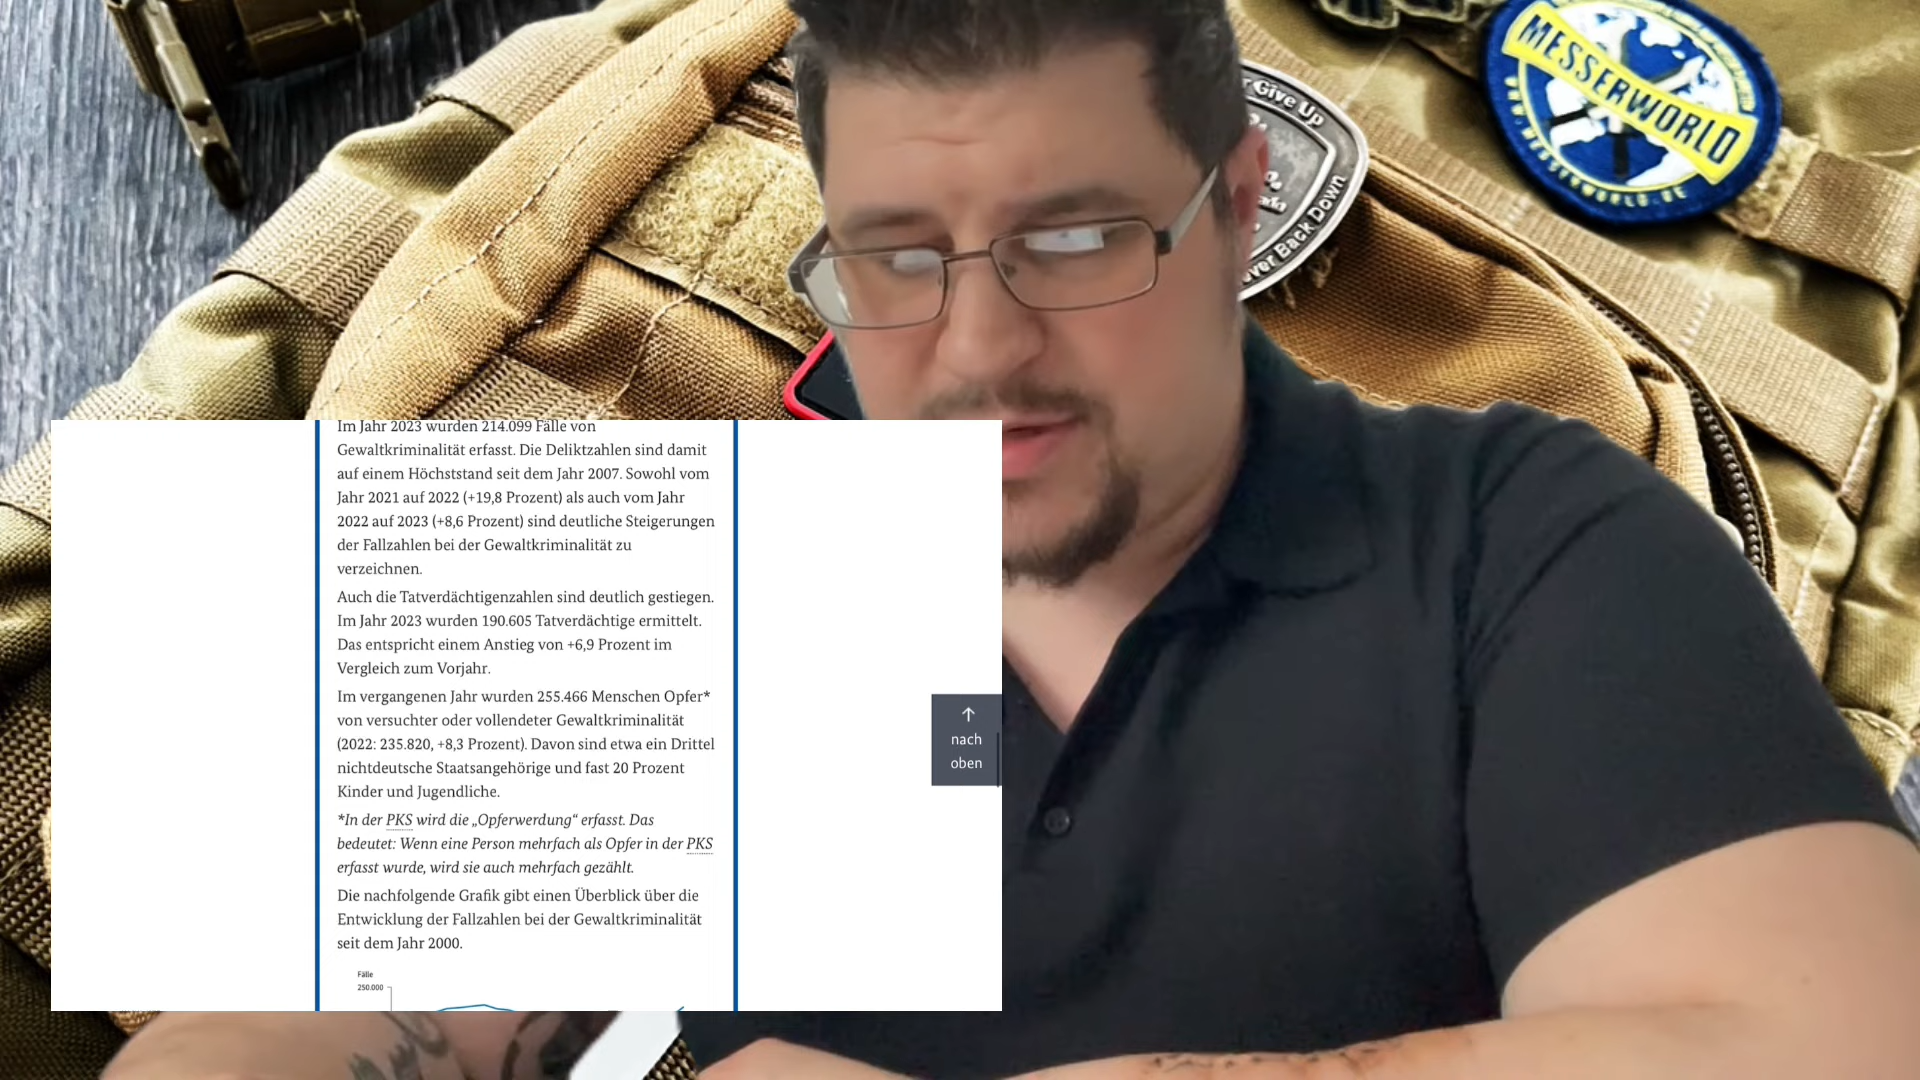 MESSERWORLD
WWW.MESSERWORLD.DE
Give Up
Back Down
Im Jahr 2023 wurden 214.099 Fälle von
Gewaltkriminalität erfasst. Die Deliktzahlen sind damit
auf einem Höchststand seit dem Jahr 2007. Sowohl vom
Jahr 2021 auf 2022 (+19,8 Prozent) als auch vom Jahr
2022 auf 2023 (+8,6 Prozent) sind deutliche Steigerungen
der Fallzahlen bei der Gewaltkriminalität zu
verzeichnen.
Auch die Tatverdächtigenzahlen sind deutlich gestiegen.
Im Jahr 2023 wurden 190.605 Tatverdächtige ermittelt.
Das entspricht einem Anstieg von +6,9 Prozent im
Vergleich zum Vorjahr.
Im vergangenen Jahr wurden 255.466 Menschen Opfer*
von versuchter oder vollendeter Gewaltkriminalität
(2022: 235.820, +8,3 Prozent). Davon sind etwa ein Drittel
nichtdeutsche Staatsangehörige und fast 20 Prozent
Kinder und Jugendliche.
*In der PKS wird die „Opferwerdung“ erfasst. Das
bedeutet: Wenn eine Person mehrfach als Opfer in der PKS
erfasst wurde, wird sie auch mehrfach gezählt.
Die nachfolgende Grafik gibt einen Überblick über die
Entwicklung der Fallzahlen bei der Gewaltkriminalität
seit dem Jahr 2000.
Fälle
250.000
↑
nach
oben